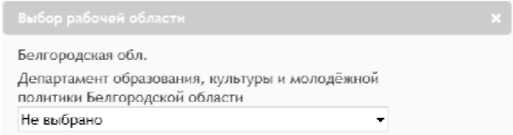 Выбор рабочей области ×
Белгородская обл.
Департамент образования, культуры и молодёжной
политики Белгородской области
Не выбрано